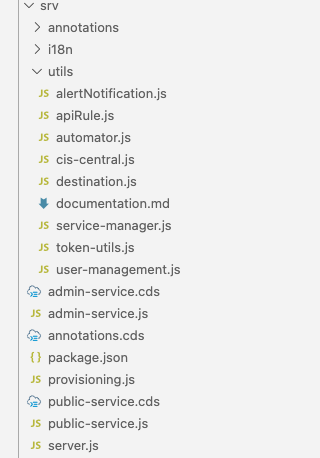 srv
annotations
i18n
utils
JS alertNotification.js
JS apiRule.js
JS automator.js
JS cis-central.js
JS destination.js
documentation.md
JS service-manager.js
JS token-utils.js
JS user-management.js
admin-service.cds
JS admin-service.js
annotations.cds
{ } package.json
JS provisioning.js
public-service.cds
JS public-service.js
JS server.js